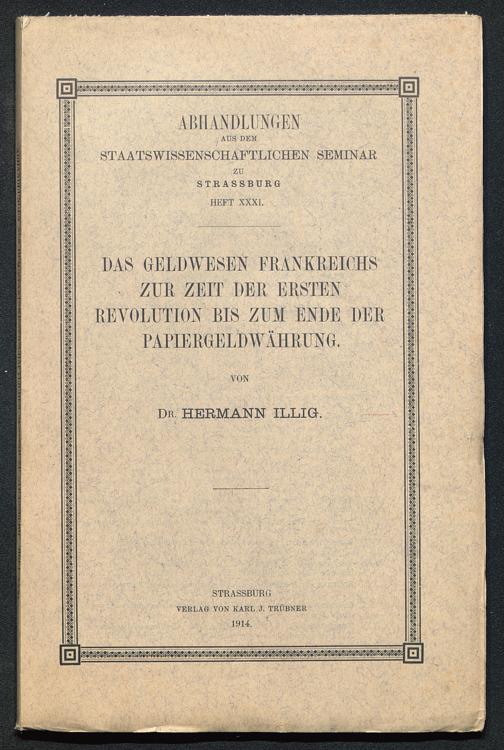 ABHANDLUNGEN
AUS DEM
STAATSWISSENSCHAFTLICHEN SEMINAR
ZU
STRASSBURG
HEFT XXXI.
DAS GELDWESEN FRANKREICHS
ZUR ZEIT DER ERSTEN
REVOLUTION BIS ZUM ENDE DER
PAPIERGELDWÄHRUNG.
VON
DR. HERMANN ILLIG.
STRASSBURG
VERLAG VON KARL J. TRÜBNER
1914.